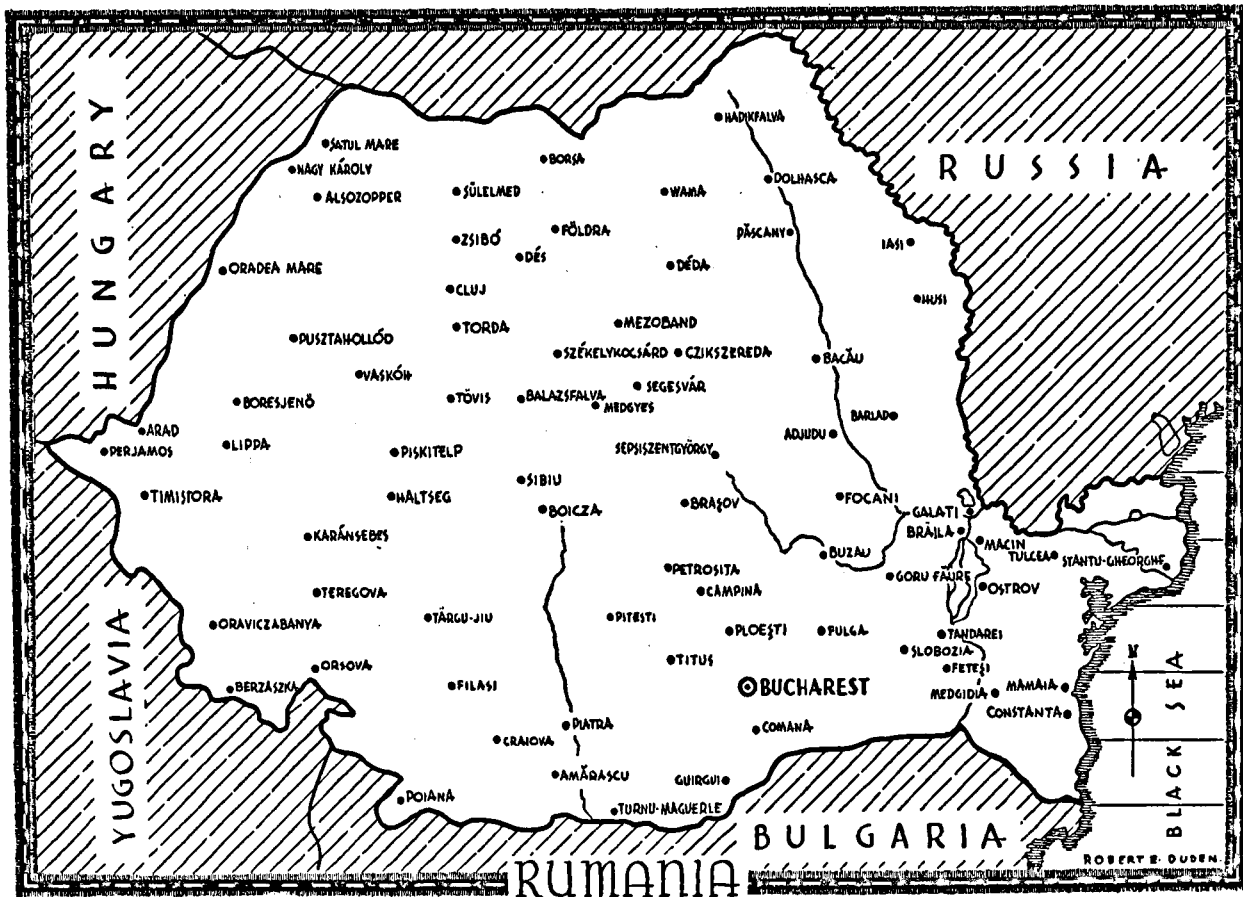 HUNGARY
RUSSIA
YUGOSLAVIA
BULGARIA
BLACK SEA
N
HADIKFALVA
SATUL MARE
BORSA
NAGY KÁROLY
DOLHASCA
ALSOZOPPER
SÜLELMED
WAMA
FÖLDRA
PĂSCANY
ZSIBÓ
IASI
DÉS
DÉDA
ORADEA MARE
CLUJ
HUSI
TORDA
MEZOBAND
PUSZTAHOLLÓD
SZÉKELYKOCSÁRD
CZIKSZEREDA
BACĂU
VASKÓH
SEGESVÁR
BORESJENŐ
TÖVIS
BALAZSFALVA
MEDGYES
BARLAD
ARAD
ADJUDU
LIPPA
PERJAMOS
PISKITELP
SEPSISZENTGYÖRGY
SIBIU
TIMISTORA
HALTSEG
FOCANI
BOICZA
BRAŞOV
GALATI
BRĂILA
KARÁNSEBES
MACIN
BUZAU
TULCEA
STANTU-GHEORGHE
PETROSITA
GORU FĂURE
TEREGOVA
CAMPINA
OSTROV
ORAVICZABANYA
TÂRGU-JIU
PITESTI
PLOEŞTI
FULGA
TANDAREI
SLOBOZIA
TITUS
ORSOVA
FETEŞI
BERZASZKA
FILASI
BUCHAREST
MEDGIDIA
MAMAIA
CONSTANTA
PIATRA
COMANA
CRAIOVA
AMĂRASCU
GUIRGUI
POIANA
TURNU-MAGUERLE
ROBERT E. DUDEN.
RUMANIA